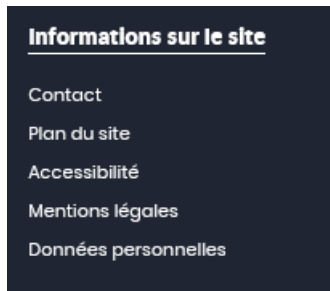 Informations sur le site
Contact
Plan du site
Accessibilité
Mentions légales
Données personnelles